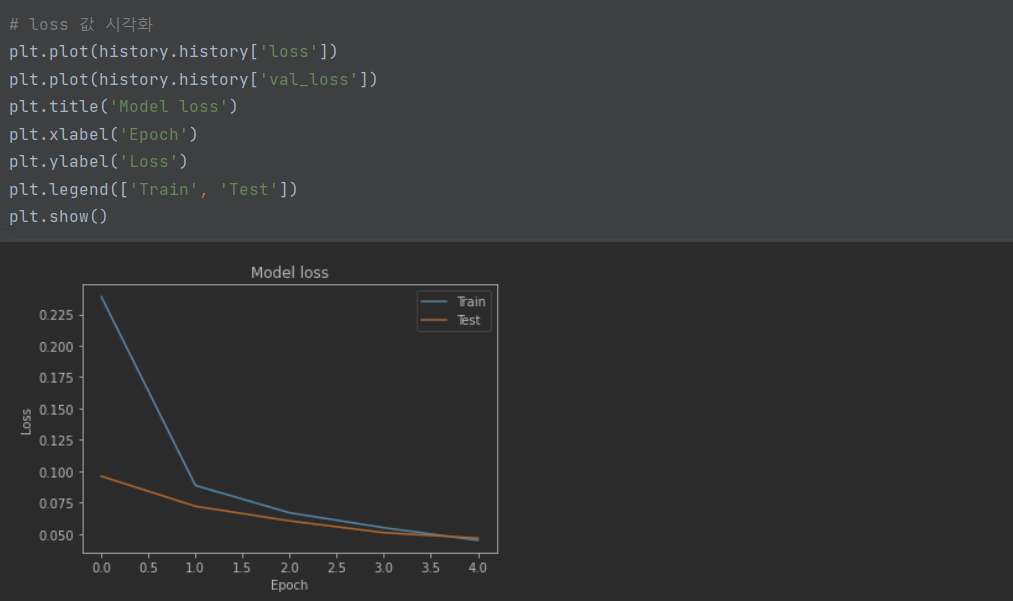 # loss 값 시각화
plt.plot(history.history['loss'])
plt.plot(history.history['val_loss'])
plt.title('Model loss')
plt.xlabel('Epoch')
plt.ylabel('Loss')
plt.legend(['Train', 'Test'])
plt.show()
Model loss
Train
Test
0.225
0.200
0.175
0.150
0.125
0.100
0.075
0.050
Loss
0.0 0.5 1.0 1.5 2.0 2.5 3.0 3.5 4.0
Epoch